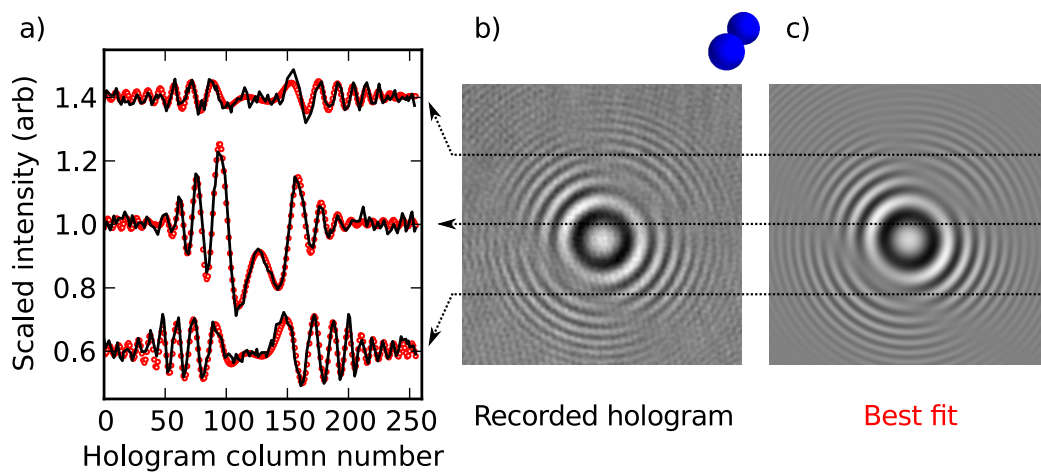 a)
Scaled intensity (arb)
1.4
1.2
1.0
0.8
0.6
0 50 100 150 200 250
Hologram column number
b)
Recorded hologram
c)
Best fit